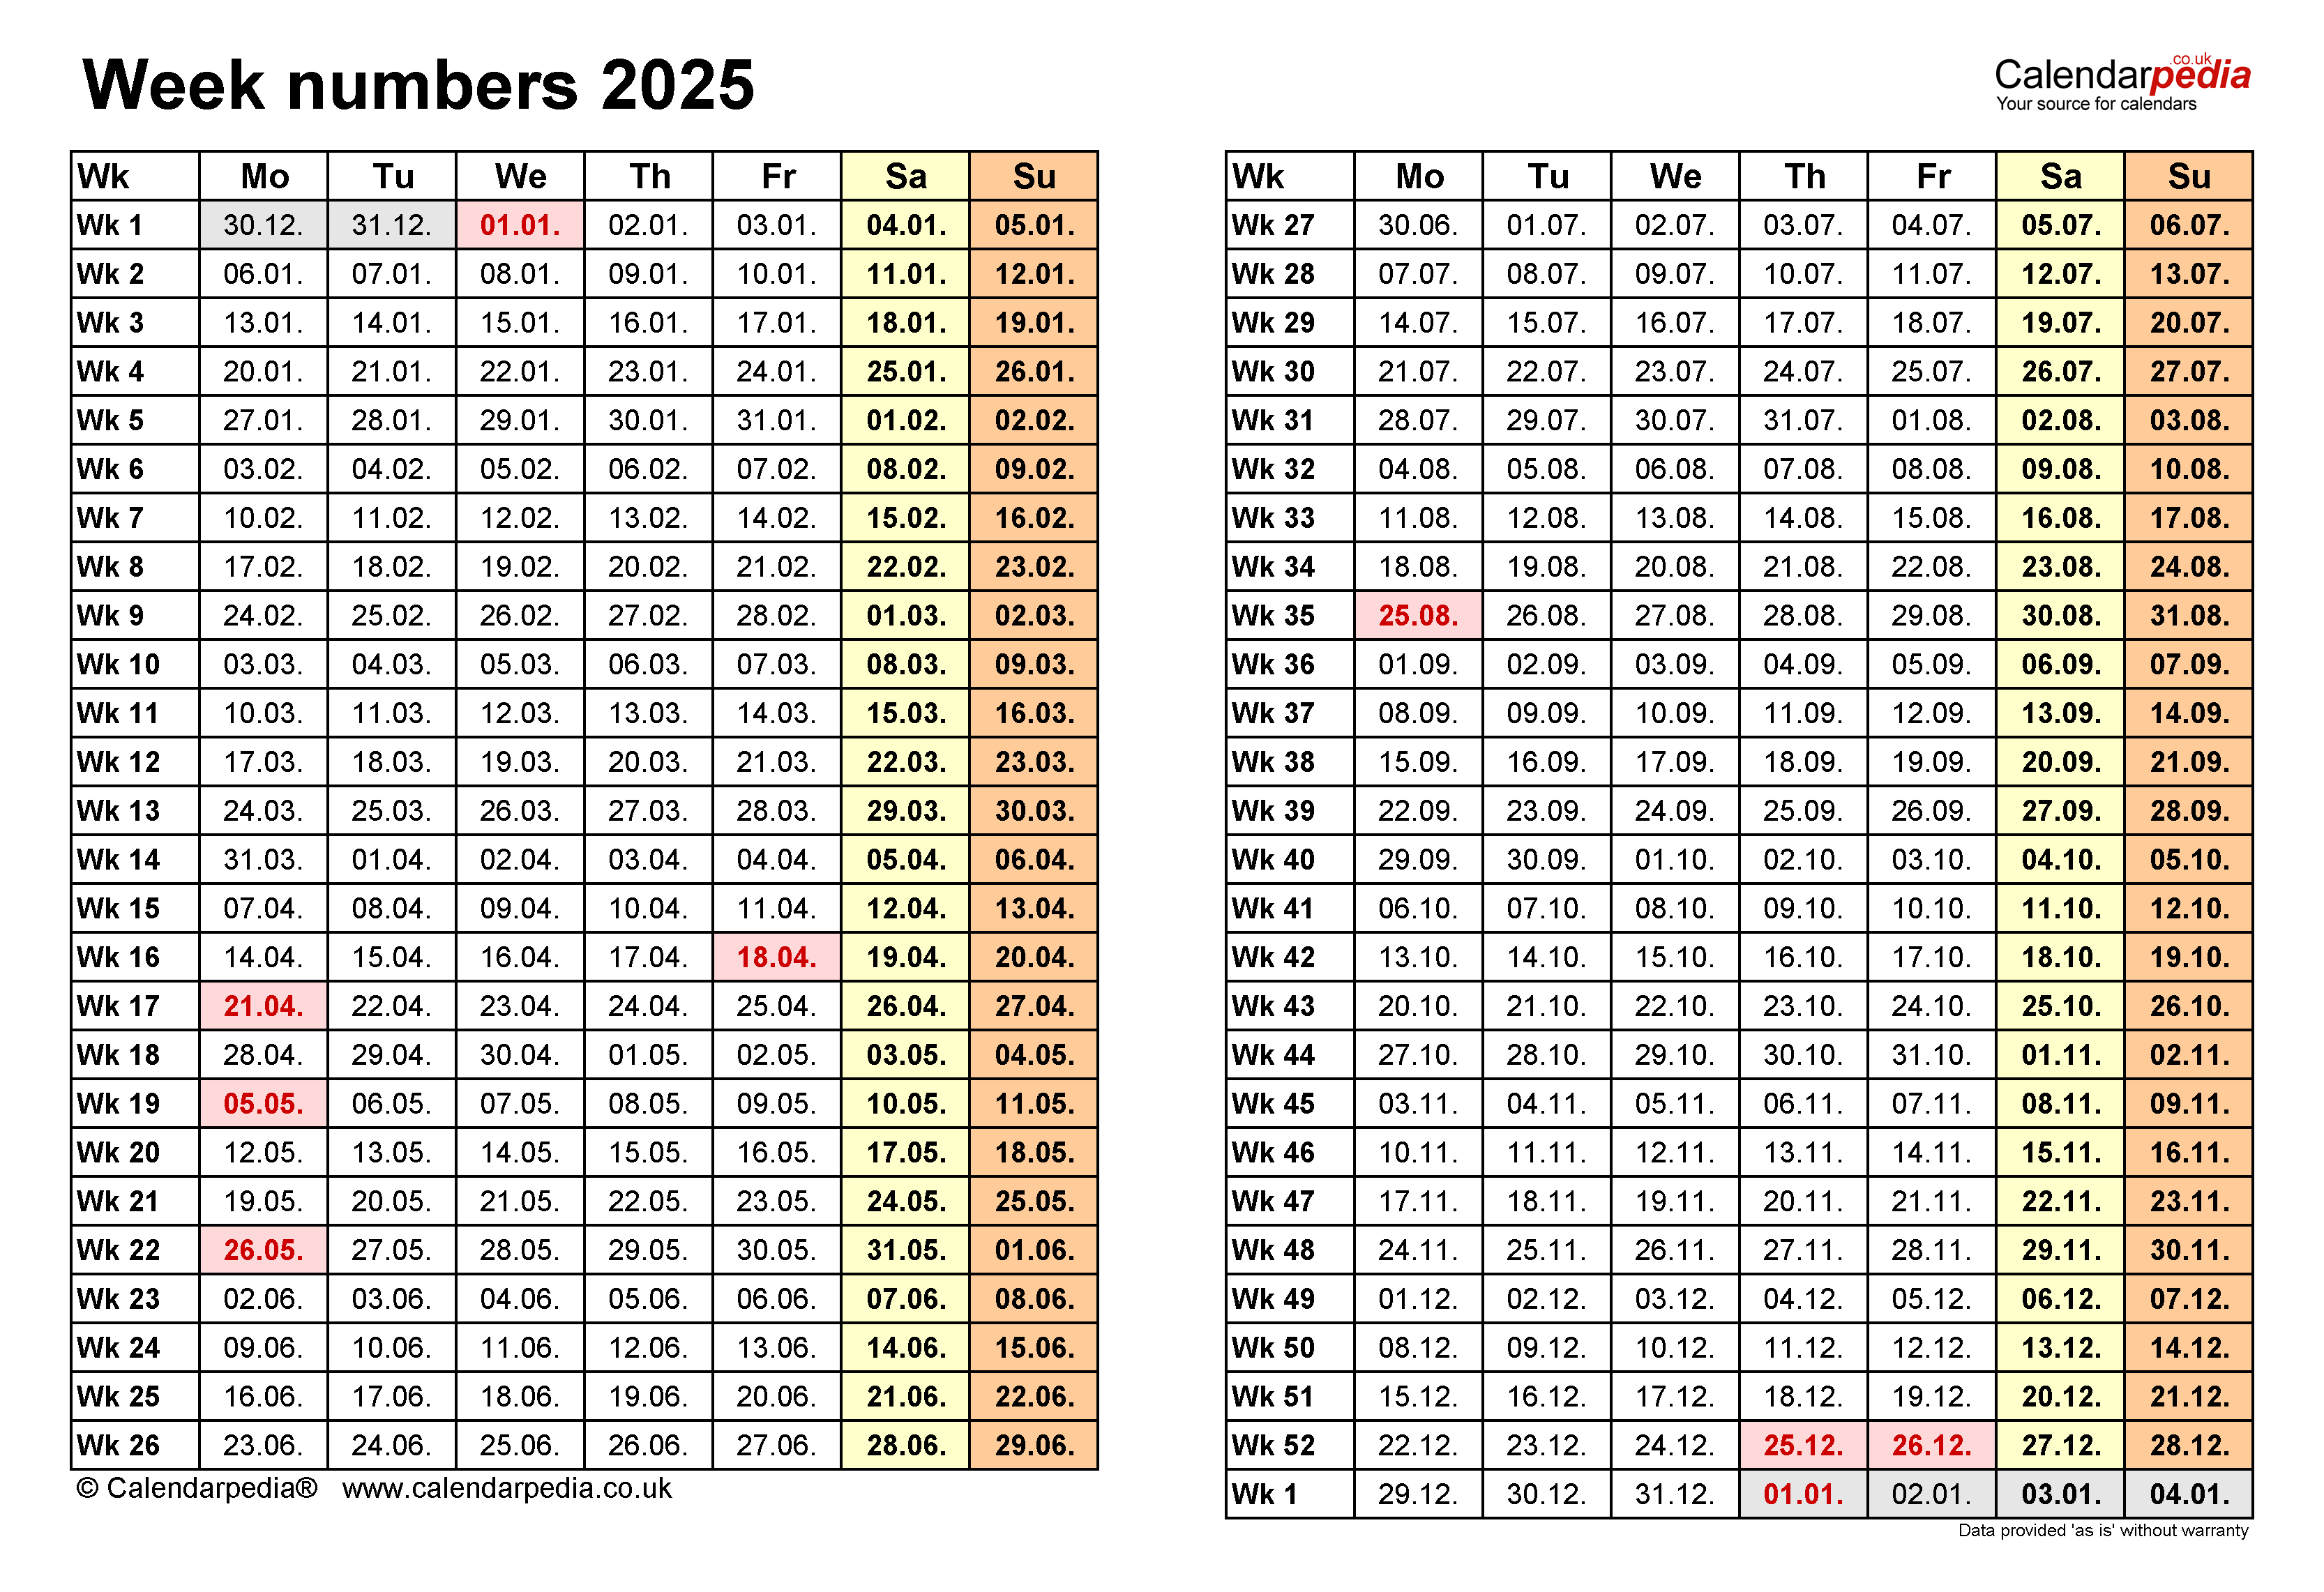 Week numbers 2025
Calendarpedia
.co.uk
Your source for calendars
Wk Mo Tu We Th Fr Sa Su
Wk 1 30.12. 31.12. 01.01. 02.01. 03.01. 04.01. 05.01.
Wk 2 06.01. 07.01. 08.01. 09.01. 10.01. 11.01. 12.01.
Wk 3 13.01. 14.01. 15.01. 16.01. 17.01. 18.01. 19.01.
Wk 4 20.01. 21.01. 22.01. 23.01. 24.01. 25.01. 26.01.
Wk 5 27.01. 28.01. 29.01. 30.01. 31.01. 01.02. 02.02.
Wk 6 03.02. 04.02. 05.02. 06.02. 07.02. 08.02. 09.02.
Wk 7 10.02. 11.02. 12.02. 13.02. 14.02. 15.02. 16.02.
Wk 8 17.02. 18.02. 19.02. 20.02. 21.02. 22.02. 23.02.
Wk 9 24.02. 25.02. 26.02. 27.02. 28.02. 01.03. 02.03.
Wk 10 03.03. 04.03. 05.03. 06.03. 07.03. 08.03. 09.03.
Wk 11 10.03. 11.03. 12.03. 13.03. 14.03. 15.03. 16.03.
Wk 12 17.03. 18.03. 19.03. 20.03. 21.03. 22.03. 23.03.
Wk 13 24.03. 25.03. 26.03. 27.03. 28.03. 29.03. 30.03.
Wk 14 31.03. 01.04. 02.04. 03.04. 04.04. 05.04. 06.04.
Wk 15 07.04. 08.04. 09.04. 10.04. 11.04. 12.04. 13.04.
Wk 16 14.04. 15.04. 16.04. 17.04. 18.04. 19.04. 20.04.
Wk 17 21.04. 22.04. 23.04. 24.04. 25.04. 26.04. 27.04.
Wk 18 28.04. 29.04. 30.04. 01.05. 02.05. 03.05. 04.05.
Wk 19 05.05. 06.05. 07.05. 08.05. 09.05. 10.05. 11.05.
Wk 20 12.05. 13.05. 14.05. 15.05. 16.05. 17.05. 18.05.
Wk 21 19.05. 20.05. 21.05. 22.05. 23.05. 24.05. 25.05.
Wk 22 26.05. 27.05. 28.05. 29.05. 30.05. 31.05. 01.06.
Wk 23 02.06. 03.06. 04.06. 05.06. 06.06. 07.06. 08.06.
Wk 24 09.06. 10.06. 11.06. 12.06. 13.06. 14.06. 15.06.
Wk 25 16.06. 17.06. 18.06. 19.06. 20.06. 21.06. 22.06.
Wk 26 23.06. 24.06. 25.06. 26.06. 27.06. 28.06. 29.06.
© Calendarpedia® www.calendarpedia.co.uk
Wk Mo Tu We Th Fr Sa Su
Wk 27 30.06. 01.07. 02.07. 03.07. 04.07. 05.07. 06.07.
Wk 28 07.07. 08.07. 09.07. 10.07. 11.07. 12.07. 13.07.
Wk 29 14.07. 15.07. 16.07. 17.07. 18.07. 19.07. 20.07.
Wk 30 21.07. 22.07. 23.07. 24.07. 25.07. 26.07. 27.07.
Wk 31 28.07. 29.07. 30.07. 31.07. 01.08. 02.08. 03.08.
Wk 32 04.08. 05.08. 06.08. 07.08. 08.08. 09.08. 10.08.
Wk 33 11.08. 12.08. 13.08. 14.08. 15.08. 16.08. 17.08.
Wk 34 18.08. 19.08. 20.08. 21.08. 22.08. 23.08. 24.08.
Wk 35 25.08. 26.08. 27.08. 28.08. 29.08. 30.08. 31.08.
Wk 36 01.09. 02.09. 03.09. 04.09. 05.09. 06.09. 07.09.
Wk 37 08.09. 09.09. 10.09. 11.09. 12.09. 13.09. 14.09.
Wk 38 15.09. 16.09. 17.09. 18.09. 19.09. 20.09. 21.09.
Wk 39 22.09. 23.09. 24.09. 25.09. 26.09. 27.09. 28.09.
Wk 40 29.09. 30.09. 01.10. 02.10. 03.10. 04.10. 05.10.
Wk 41 06.10. 07.10. 08.10. 09.10. 10.10. 11.10. 12.10.
Wk 42 13.10. 14.10. 15.10. 16.10. 17.10. 18.10. 19.10.
Wk 43 20.10. 21.10. 22.10. 23.10. 24.10. 25.10. 26.10.
Wk 44 27.10. 28.10. 29.10. 30.10. 31.10. 01.11. 02.11.
Wk 45 03.11. 04.11. 05.11. 06.11. 07.11. 08.11. 09.11.
Wk 46 10.11. 11.11. 12.11. 13.11. 14.11. 15.11. 16.11.
Wk 47 17.11. 18.11. 19.11. 20.11. 21.11. 22.11. 23.11.
Wk 48 24.11. 25.11. 26.11. 27.11. 28.11. 29.11. 30.11.
Wk 49 01.12. 02.12. 03.12. 04.12. 05.12. 06.12. 07.12.
Wk 50 08.12. 09.12. 10.12. 11.12. 12.12. 13.12. 14.12.
Wk 51 15.12. 16.12. 17.12. 18.12. 19.12. 20.12. 21.12.
Wk 52 22.12. 23.12. 24.12. 25.12. 26.12. 27.12. 28.12.
Wk 1 29.12. 30.12. 31.12. 01.01. 02.01. 03.01. 04.01.
Data provided 'as is' without warranty